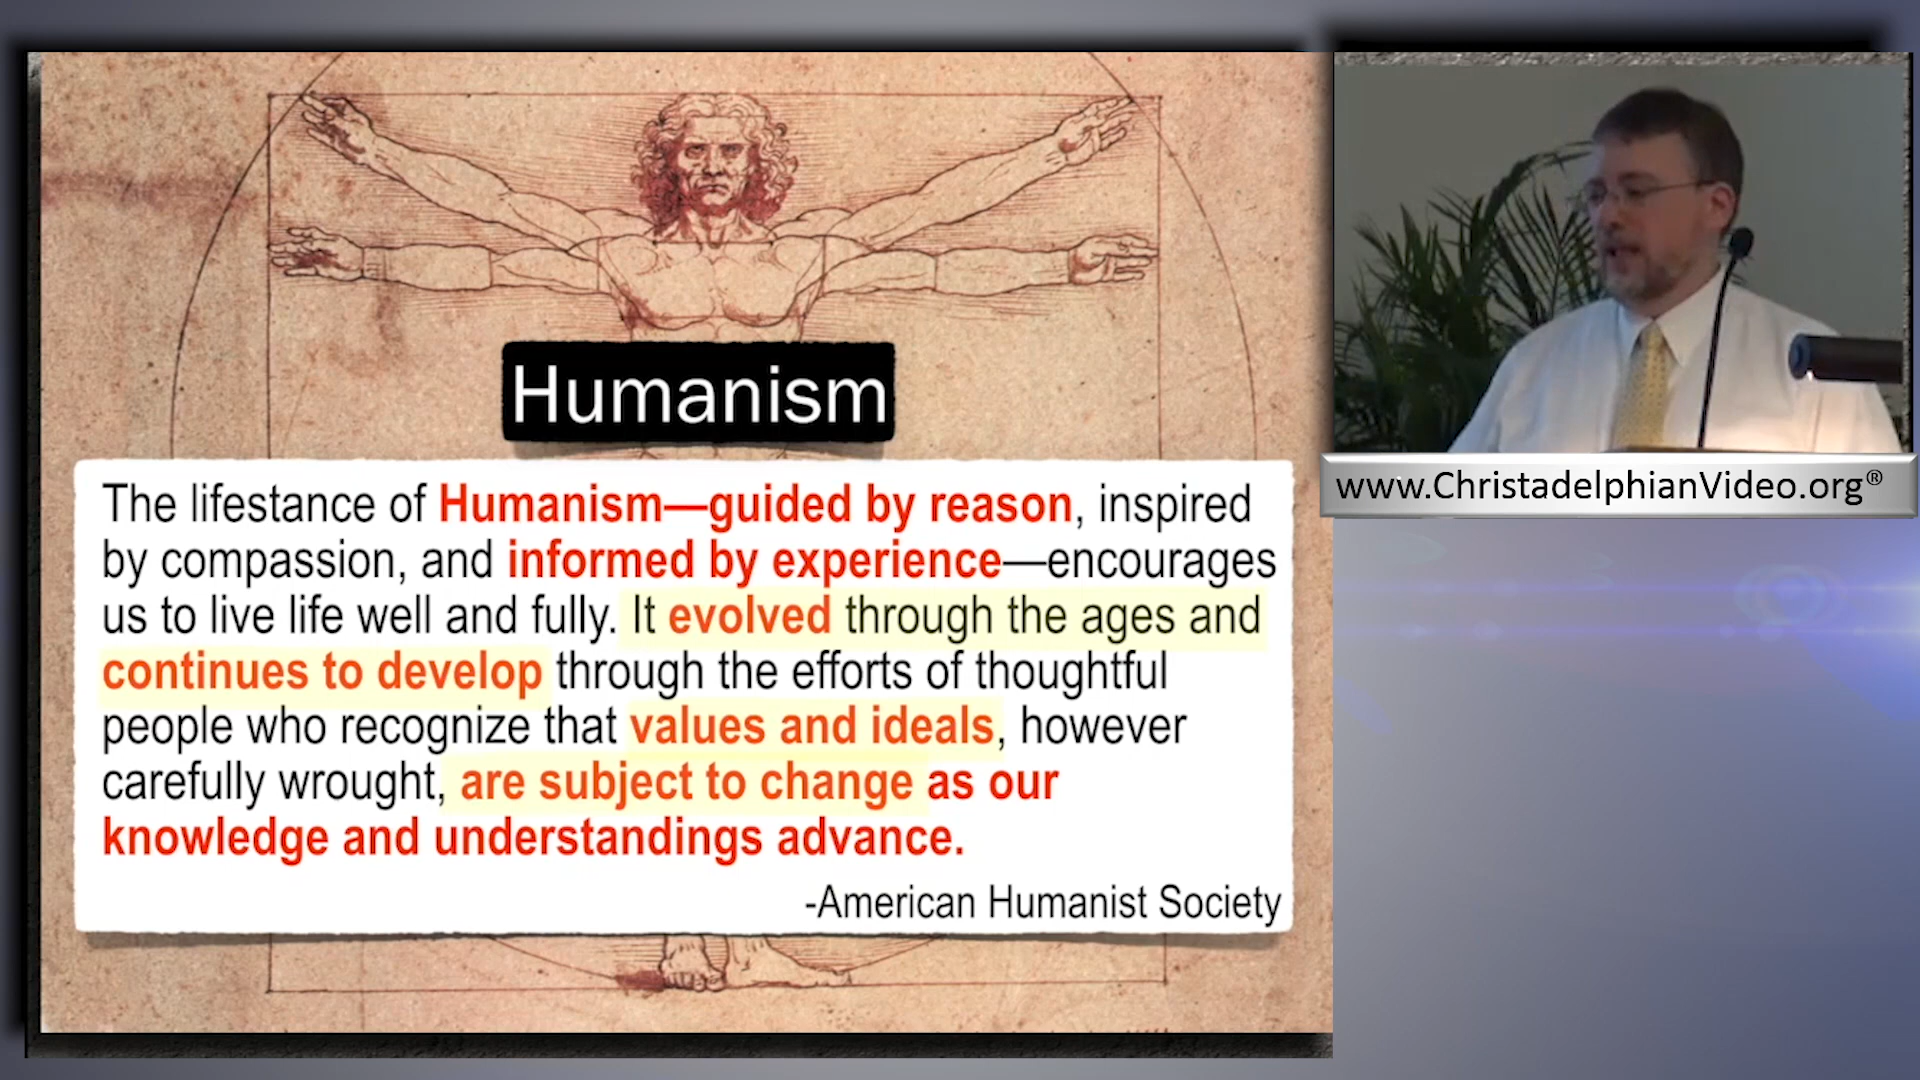 Humanism
The lifestance of Humanism—guided by reason, inspired
by compassion, and informed by experience—encourages
us to live life well and fully. It evolved through the ages and
continues to develop through the efforts of thoughtful
people who recognize that values and ideals, however
carefully wrought, are subject to change as our
knowledge and understandings advance.
-American Humanist Society
www.ChristadelphianVideo.org®